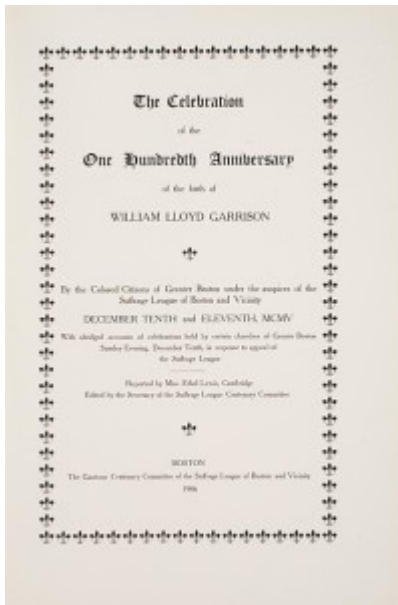 The Celebration
of the
One Hundredth Anniversary
of the birth of
WILLIAM LLOYD GARRISON
By the Colored Citizens of Greater Boston under the auspices of the
Suffrage League of Boston and Vicinity
DECEMBER TENTH and ELEVENTH, MCMV
With abridged accounts of celebrations held by certain churches of Greater Boston
Sunday Evening, December Tenth, in response to appeal of
the Suffrage League
Reported by Miss Ethel Lewis, Cambridge
Edited by the Secretary of the Suffrage League Centenary Committee
BOSTON
The Garrison Centenary Committee of the Suffrage League of Boston and Vicinity
1906